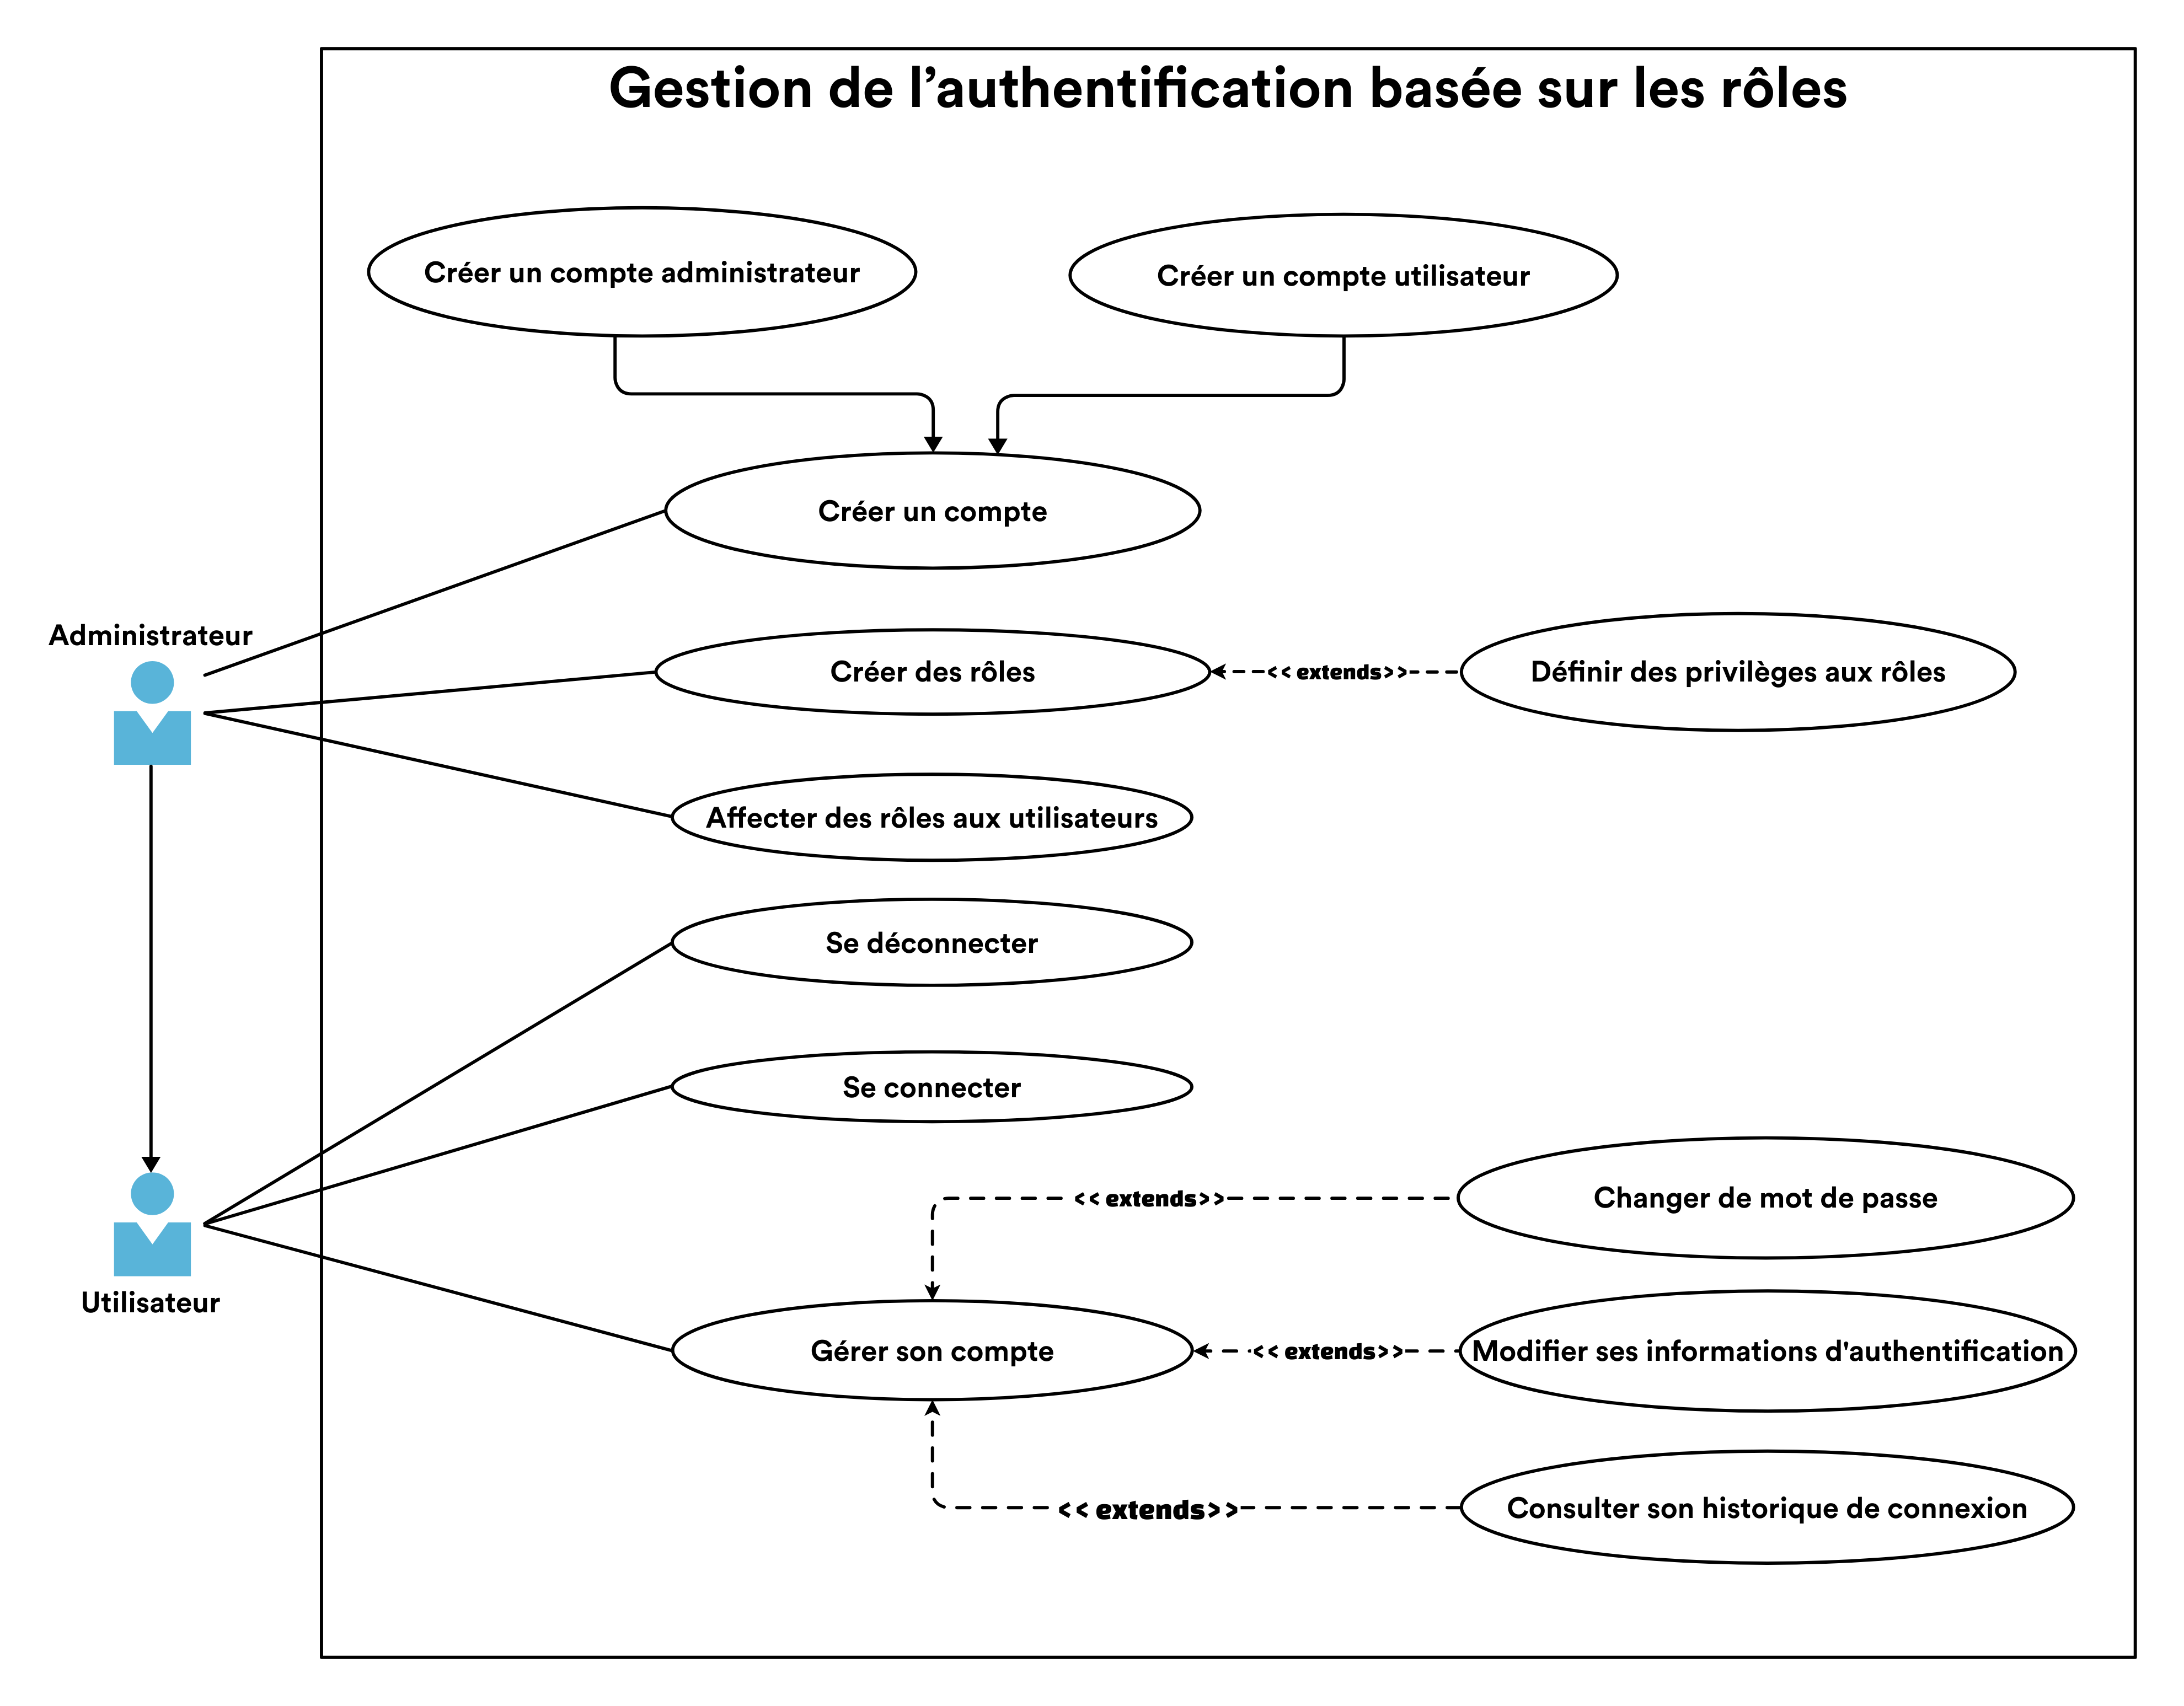 Gestion de l’authentification basée sur les rôles
Créer un compte administrateur
Créer un compte utilisateur
Créer un compte
Administrateur
Créer des rôles
<< extends>>
Définir des privilèges aux rôles
Affecter des rôles aux utilisateurs
Se déconnecter
Se connecter
<< extends>>
Changer de mot de passe
Utilisateur
Gérer son compte
<< extends>>
Modifier ses informations d'authentification
<< extends>>
Consulter son historique de connexion